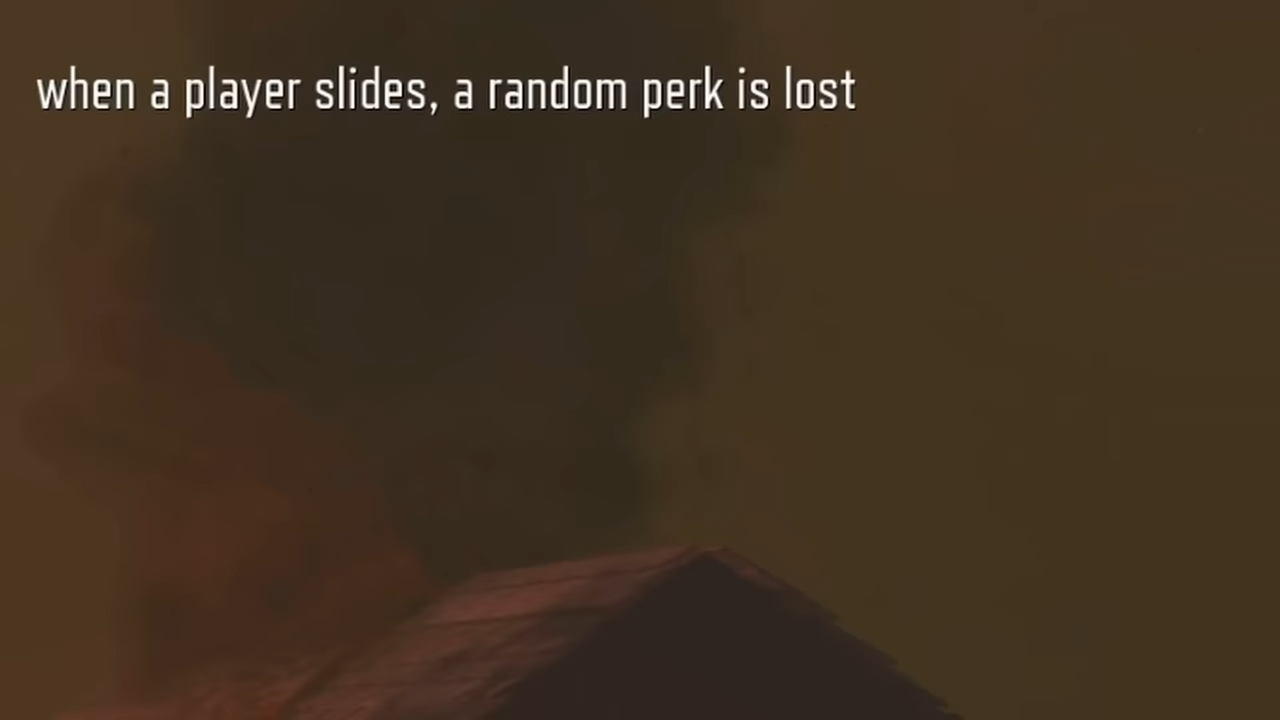 when a player slides, a random perk is lost